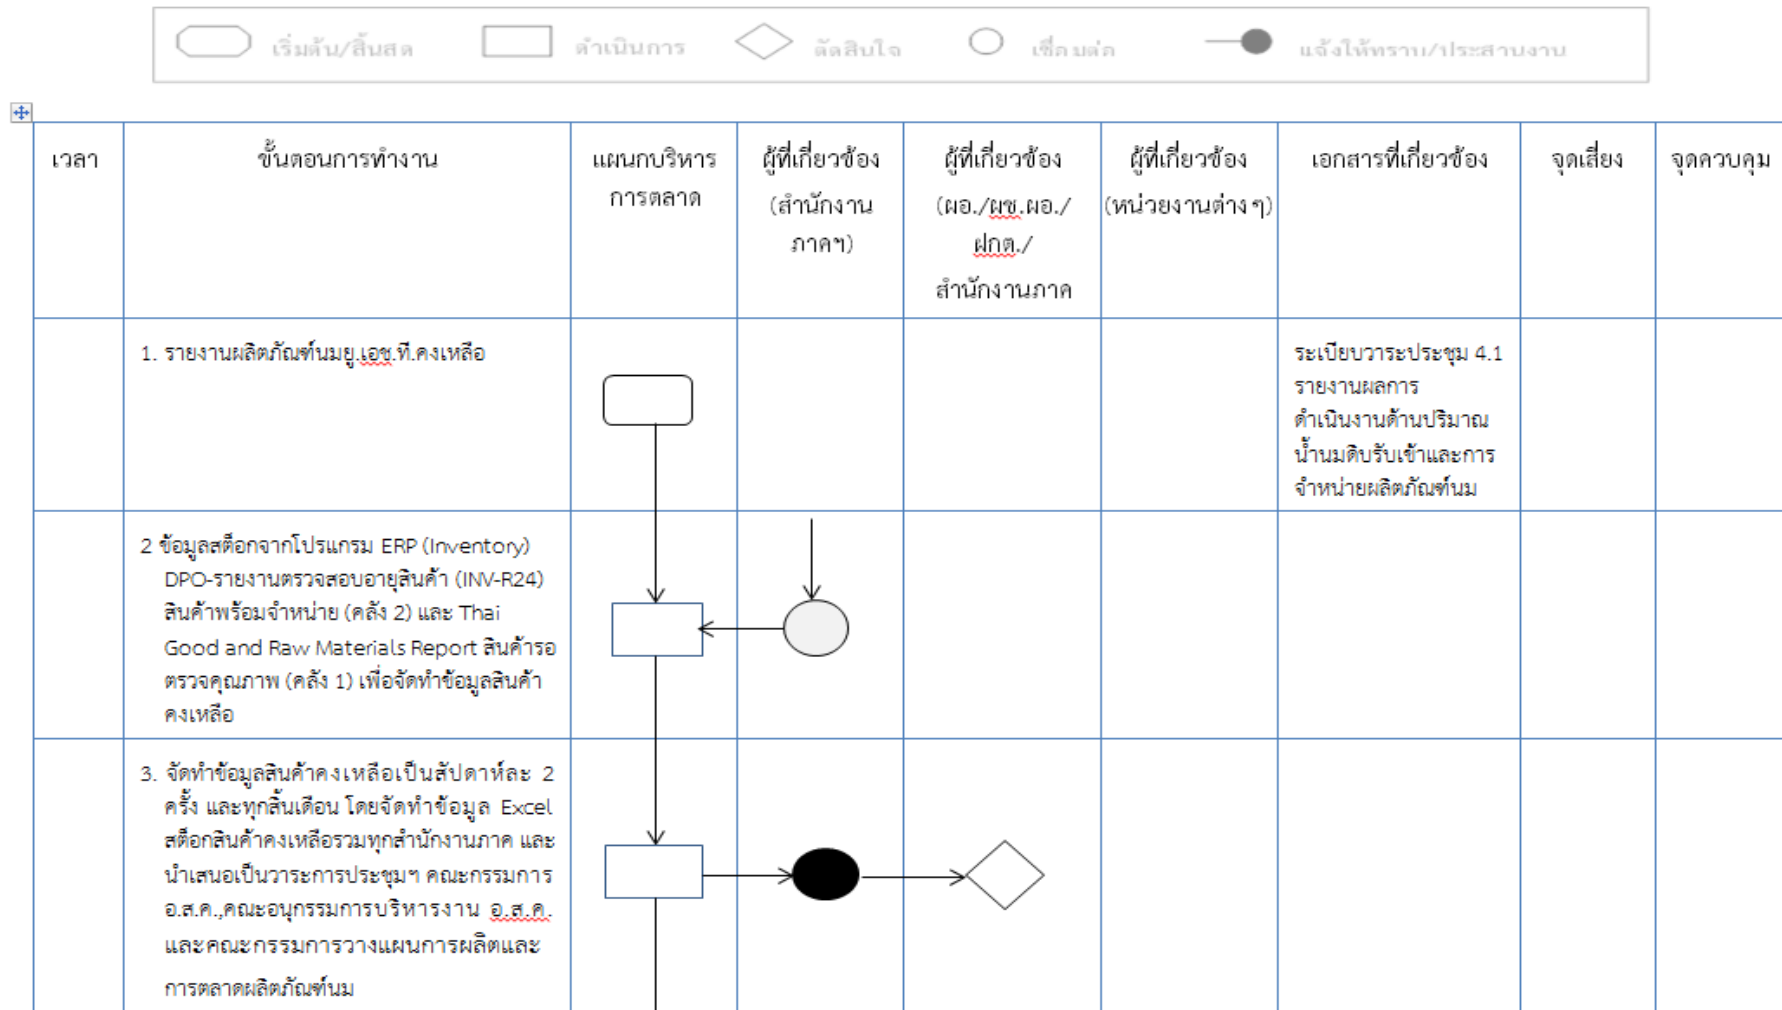 เริ่มต้น/สิ้นสุด
ดำเนินการ
ตัดสินใจ
เชื่อมต่อ
แจ้งให้ทราบ/ประสานงาน
เวลา
ขั้นตอนการทำงาน
แผนกบริหาร
การตลาด
ผู้ที่เกี่ยวข้อง
(สำนักงาน
ภาคฯ)
ผู้ที่เกี่ยวข้อง
(ผอ./ผช.ผอ./
ฝกต./
สำนักงานภาค
ผู้ที่เกี่ยวข้อง
(หน่วยงานต่างๆ)
เอกสารที่เกี่ยวข้อง
จุดเสี่ยง
จุดควบคุม
1. รายงานผลิตภัณฑ์นมยู.เอช.ที.คงเหลือ
ระเบียบวาระประชุม 4.1
รายงานผลการ
ดำเนินงานด้านปริมาณ
น้ำนมดิบรับเข้าและการ
จำหน่ายผลิตภัณฑ์นม
2 ข้อมูลสต็อกจากโปรแกรม ERP (Inventory)
DPO-รายงานตรวจสอบอายุสินค้า (INV-R24)
สินค้าพร้อมจำหน่าย (คลัง 2) และ Thai
Good and Raw Materials Report สินค้ารอ
ตรวจคุณภาพ (คลัง 1) เพื่อจัดทำข้อมูลสินค้า
คงเหลือ
3. จัดทำข้อมูลสินค้าคงเหลือเป็นสัปดาห์ละ 2
ครั้ง และทุกสิ้นเดือน โดยจัดทำข้อมูล Excel
สต็อกสินค้าคงเหลือรวมทุกสำนักงานภาค และ
นำเสนอเป็นวาระการประชุมฯ คณะกรรมการ
อ.ส.ค.,คณะอนุกรรมการบริหารงาน อ.ส.ค.
และคณะกรรมการวางแผนการผลิตและ
การตลาดผลิตภัณฑ์นม